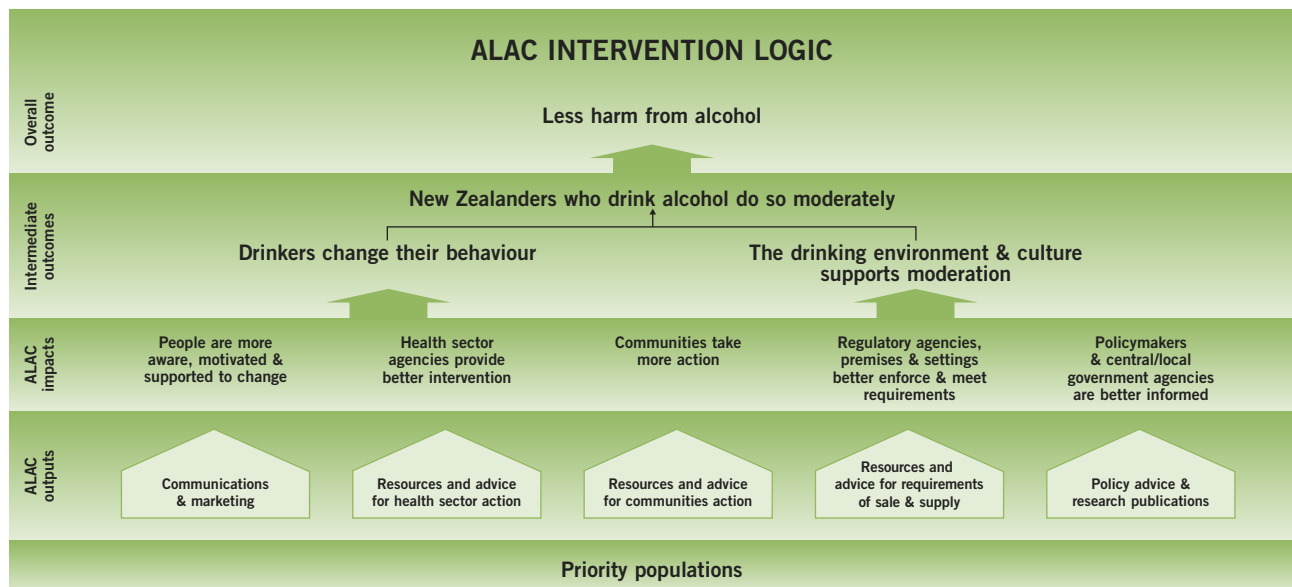 ALAC INTERVENTION LOGIC
Overall
outcome
Less harm from alcohol
Intermediate
outcomes
New Zealanders who drink alcohol do so moderately
Drinkers change their behaviour
The drinking environment & culture
supports moderation
ALAC
impacts
People are more
aware, motivated &
supported to change
Health sector
agencies provide
better intervention
Communities take
more action
Regulatory agencies,
premises & settings
better enforce & meet
requirements
Policymakers
& central/local
government agencies
are better informed
ALAC
outputs
Communications
& marketing
Resources and advice
for health sector action
Resources and advice
for communities action
Resources and
advice for requirements
of sale & supply
Policy advice &
research publications
Priority populations